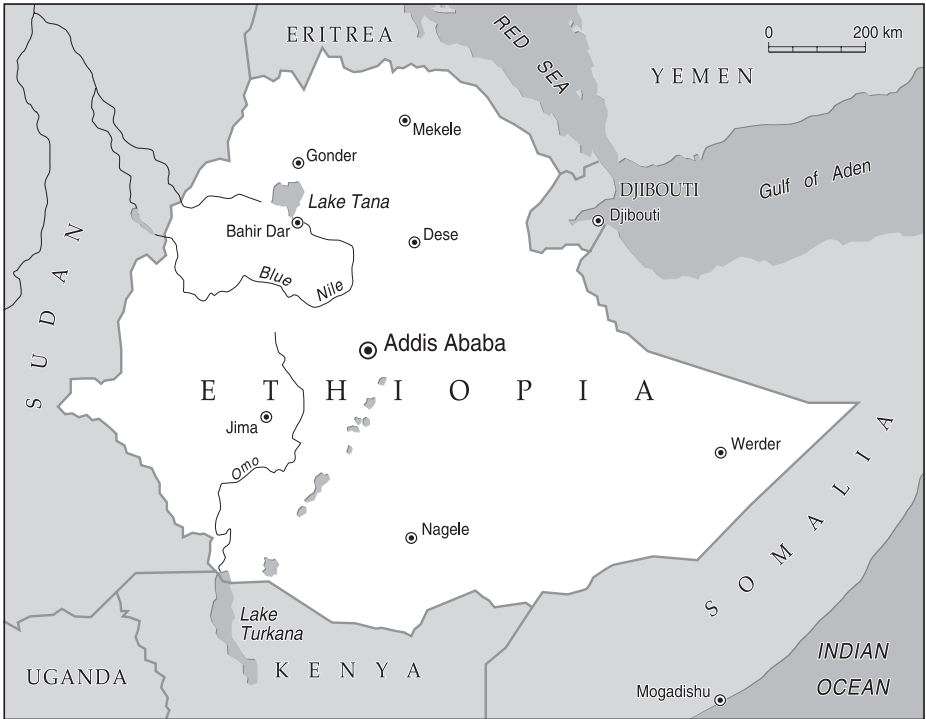 ERITREA
RED SEA
0 200 km
YEMEN
Mekele
Gonder
Lake Tana
DJIBOUTI
Gulf of Aden
Djibouti
Bahir Dar
Dese
SUDAN
Blue Nile
Addis Ababa
ETHIOPIA
Jima
Werder
Omo
Nagele
SOMALIA
Lake
Turkana
KENYA
UGANDA
INDIAN
OCEAN
Mogadishu